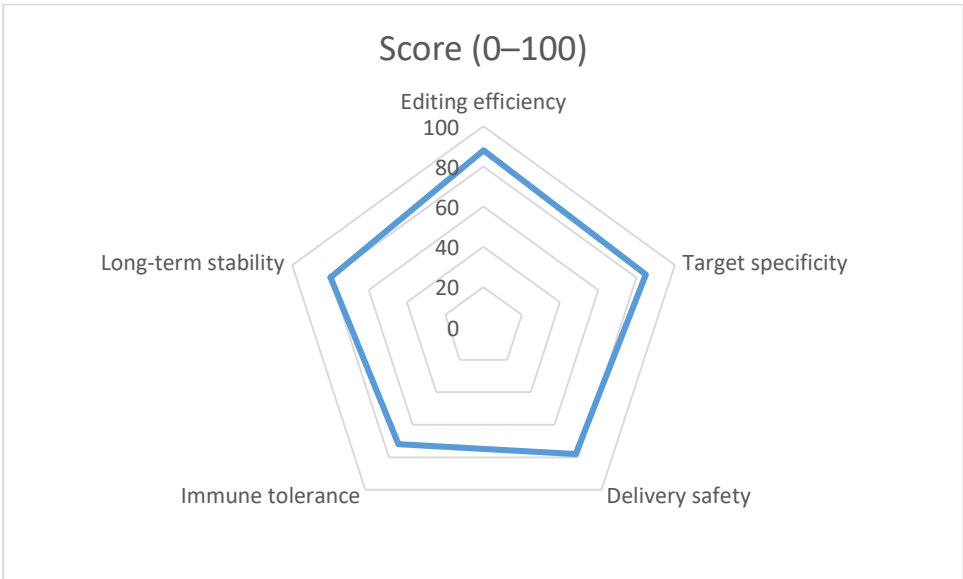 Score (0–100)
Editing efficiency
100
80
60
40
20
0
Target specificity
Delivery safety
Immune tolerance
Long-term stability